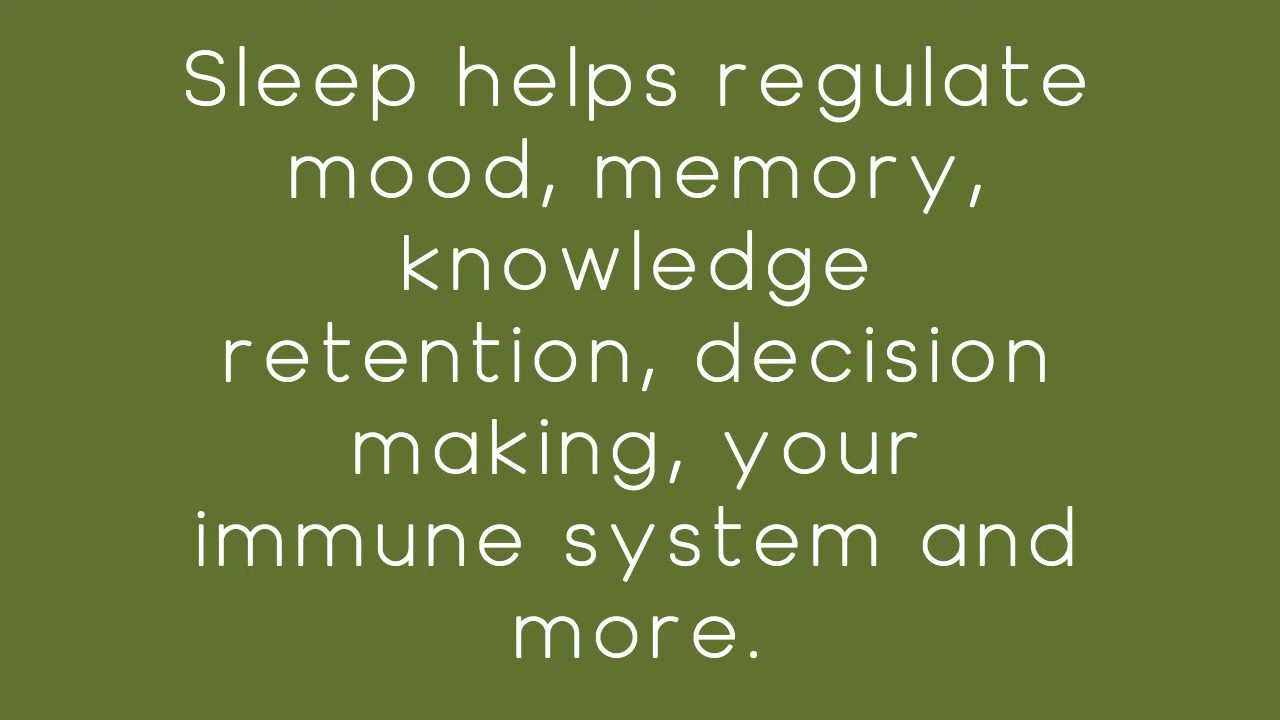 Sleep helps regulate
mood, memory,
knowledge
retention, decision
making, your
immune system and
more.